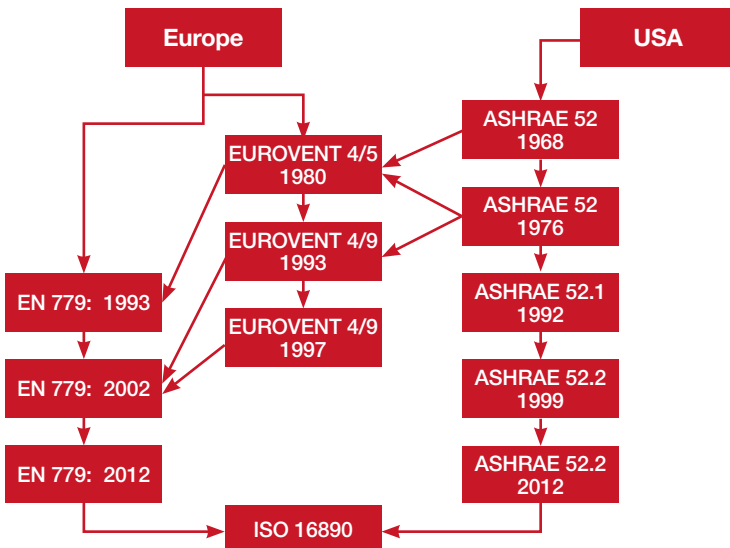 Europe
USA
ASHRAE 52
1968
EUROVENT 4/5
1980
ASHRAE 52
1976
EUROVENT 4/9
1993
EN 779: 1993
ASHRAE 52.1
1992
EUROVENT 4/9
1997
EN 779: 2002
ASHRAE 52.2
1999
EN 779: 2012
ASHRAE 52.2
2012
ISO 16890